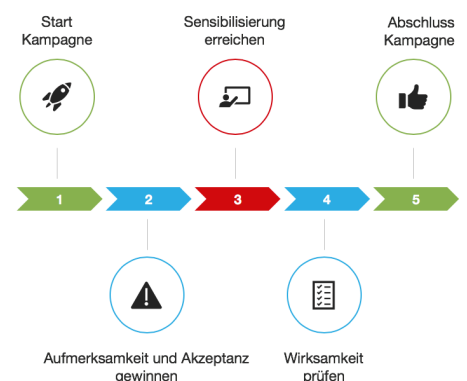 Start
Kampagne
Sensibilisierung
erreichen
Abschluss
Kampagne
1
2
3
4
5
Aufmerksamkeit und Akzeptanz
gewinnen
Wirksamkeit
prüfen